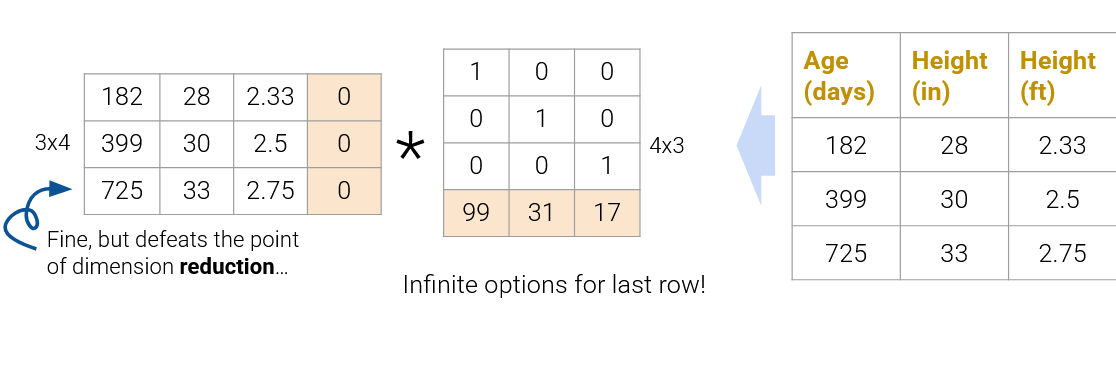 3x4
182 28 2.33 0
399 30 2.5 0
725 33 2.75 0
Fine, but defeats the point
of dimension reduction...
*
1 0 0
0 1 0
0 0 1
99 31 17
4x3
Infinite options for last row!
Age (days) Height (in) Height (ft)
182 28 2.33
399 30 2.5
725 33 2.75